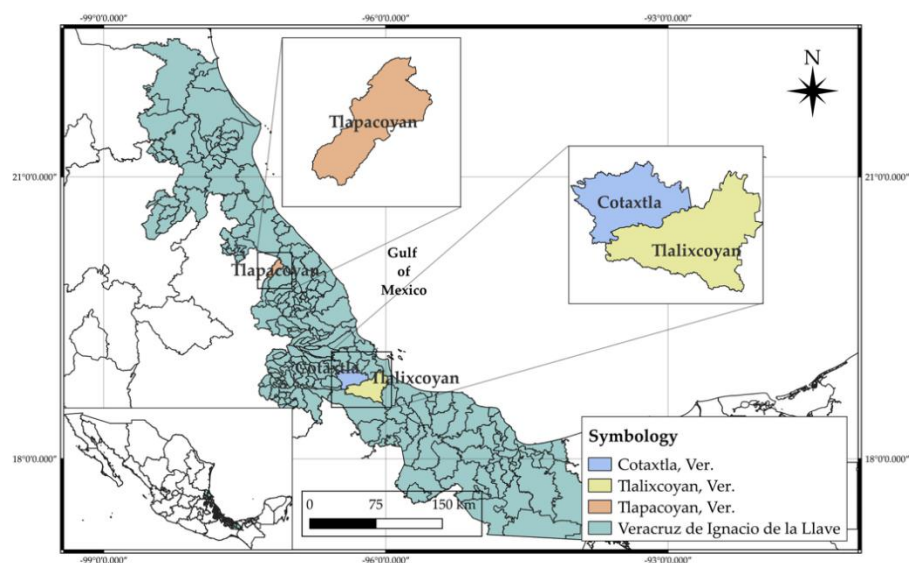 -99°0'0.000"
-96°0'0.000"
-93°0'0.000"
N
Tlapacoyan
21°0'0.000"
21°0'0.000"
Cotaxtla
Tlalixcoyan
Gulf
of
Mexico
Tlapacoyan
Cotaxtla
Tlalixcoyan
18°0'0.000"
18°0'0.000"
Symbology
Cotaxtla, Ver.
Tlalixcoyan, Ver.
Tlapacoyan, Ver.
Veracruz de Ignacio de la Llave
0 75 150 km
-99°0'0.000"
-96°0'0.000"
-93°0'0.000"